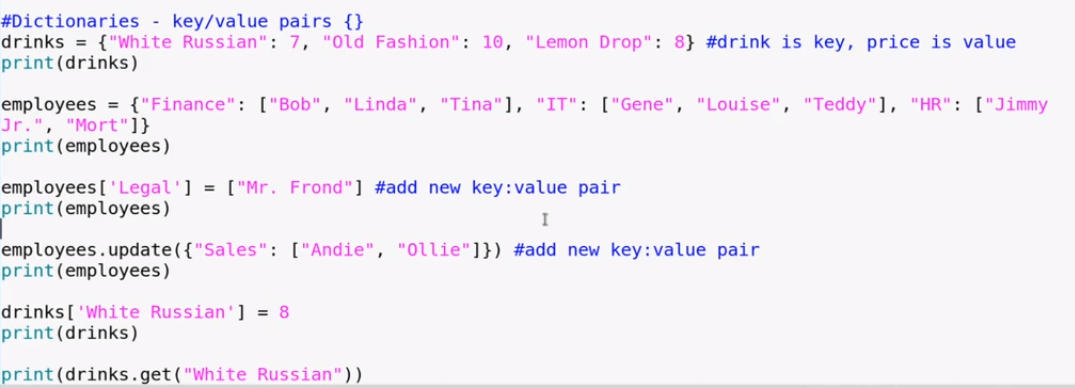 #Dictionaries - key/value pairs {}
drinks = {"White Russian": 7, "Old Fashion": 10, "Lemon Drop": 8} #drink is key, price is value
print(drinks)
employees = {"Finance": ["Bob", "Linda", "Tina"], "IT": ["Gene", "Louise", "Teddy"], "HR": ["Jimmy
Jr.", "Mort"]}
print(employees)
employees['Legal'] = ["Mr. Frond"] #add new key:value pair
print(employees)
employees.update({"Sales": ["Andie", "Ollie"]}) #add new key:value pair
print(employees)
drinks['White Russian'] = 8
print(drinks)
print(drinks.get("White Russian"))